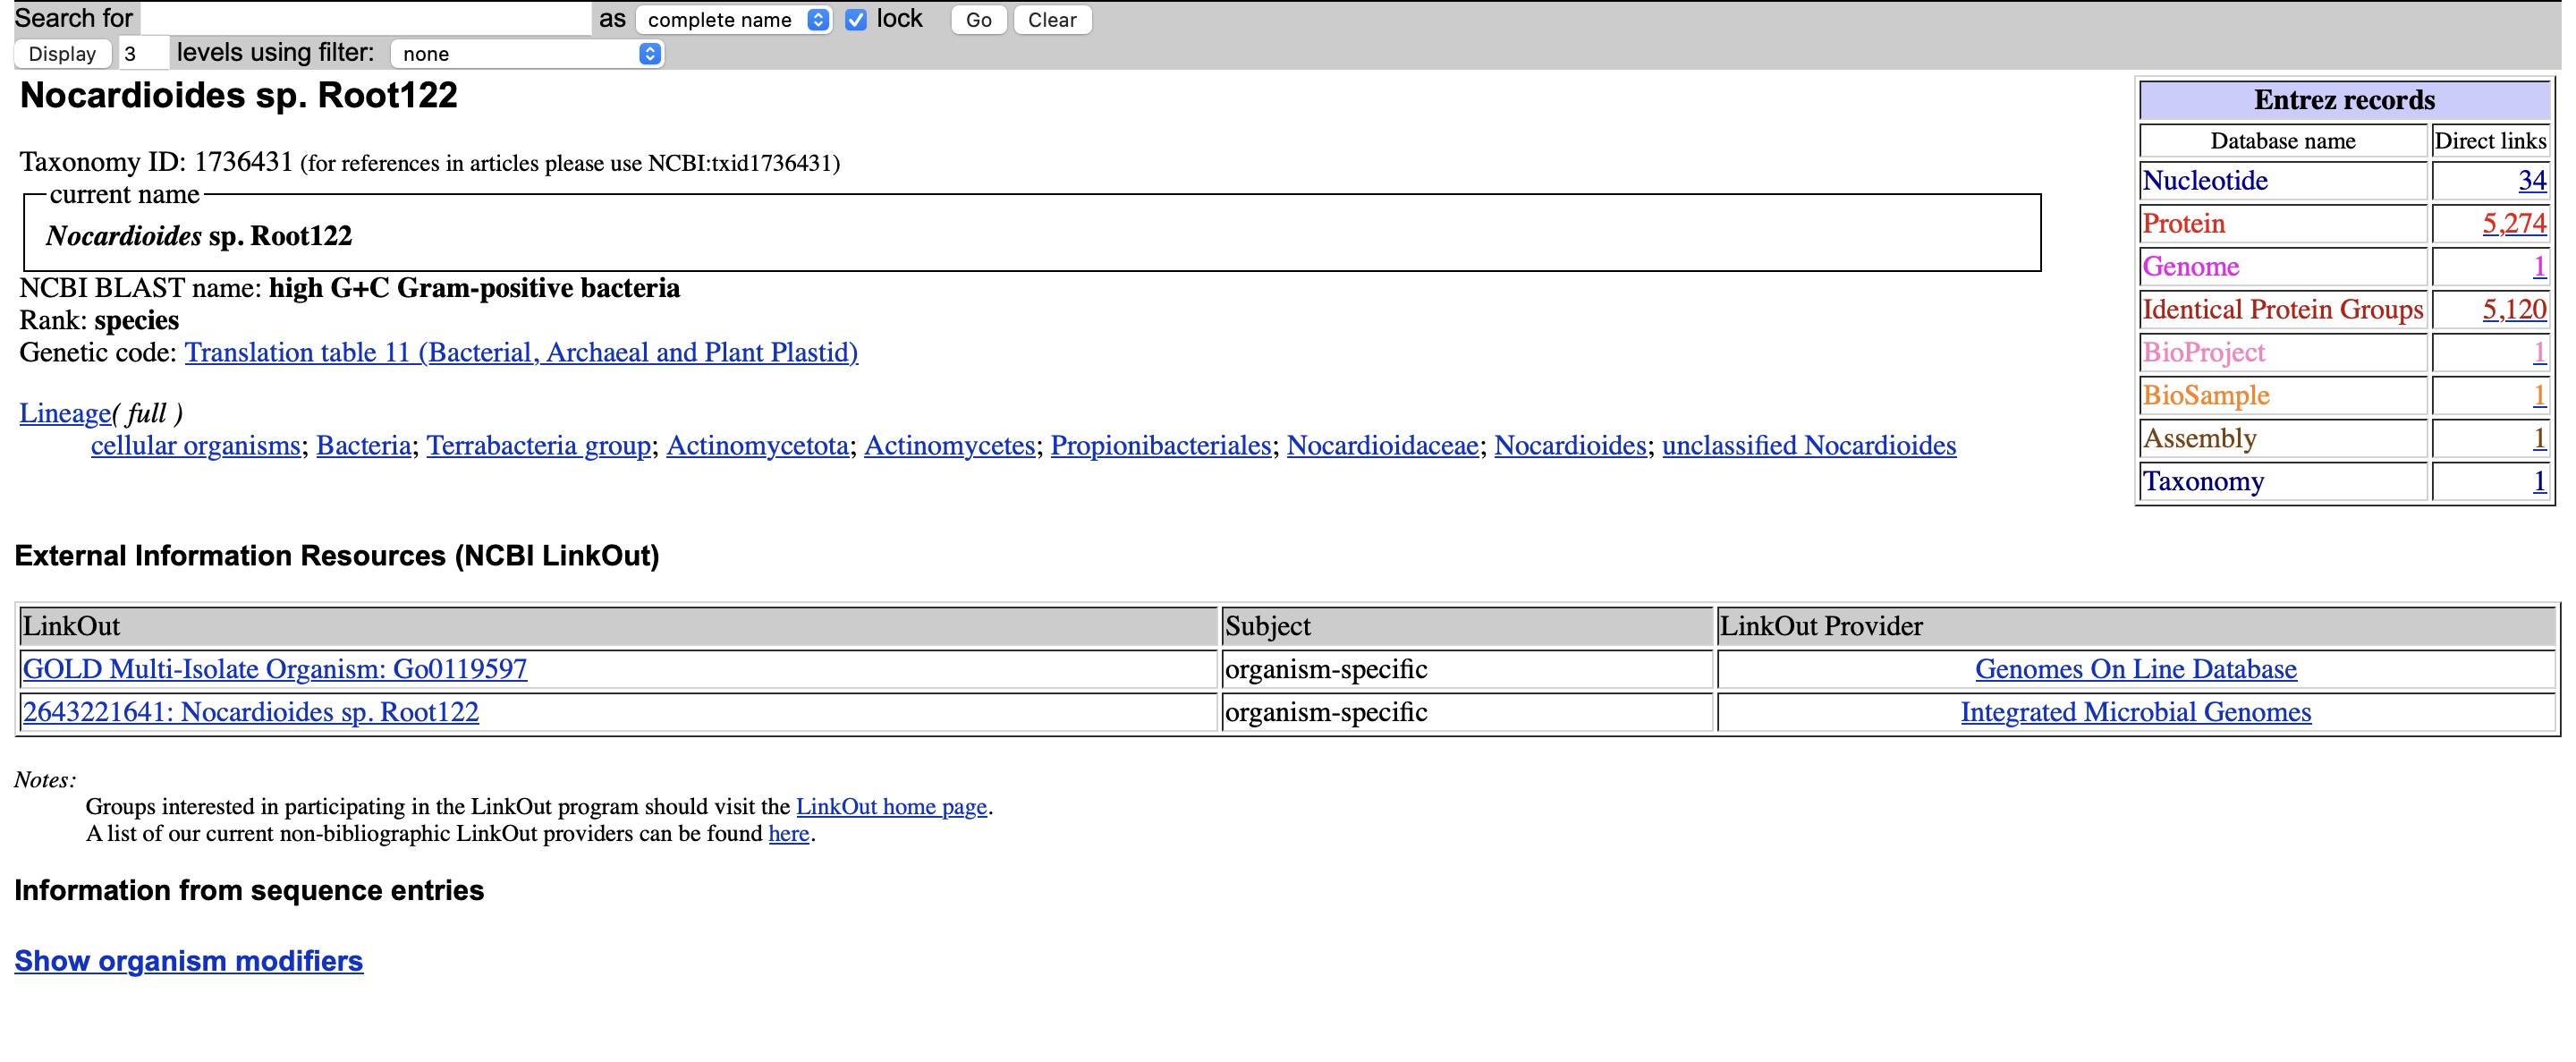 Search for as complete name lock Go Clear
Display 3 levels using filter: none
Nocardioides sp. Root122
Taxonomy ID: 1736431 (for references in articles please use NCBI:txid1736431)
current name
Nocardioides sp. Root122
NCBI BLAST name: high G+C Gram-positive bacteria
Rank: species
Genetic code: Translation table 11 (Bacterial, Archaeal and Plant Plastid)
Lineage( full )
cellular organisms; Bacteria; Terrabacteria group; Actinomycetota; Actinomycetes; Propionibacteriales; Nocardioidaceae; Nocardioides; unclassified Nocardioides
Entrez records
Database name Direct links
Nucleotide 34
Protein 5,274
Genome 1
Identical Protein Groups 5,120
BioProject 1
BioSample 1
Assembly 1
Taxonomy 1
External Information Resources (NCBI LinkOut)
LinkOut Subject LinkOut Provider
GOLD Multi-Isolate Organism: Go0119597 organism-specific Genomes On Line Database
2643221641: Nocardioides sp. Root122 organism-specific Integrated Microbial Genomes
Notes:
Groups interested in participating in the LinkOut program should visit the LinkOut home page.
A list of our current non-bibliographic LinkOut providers can be found here.
Information from sequence entries
Show organism modifiers